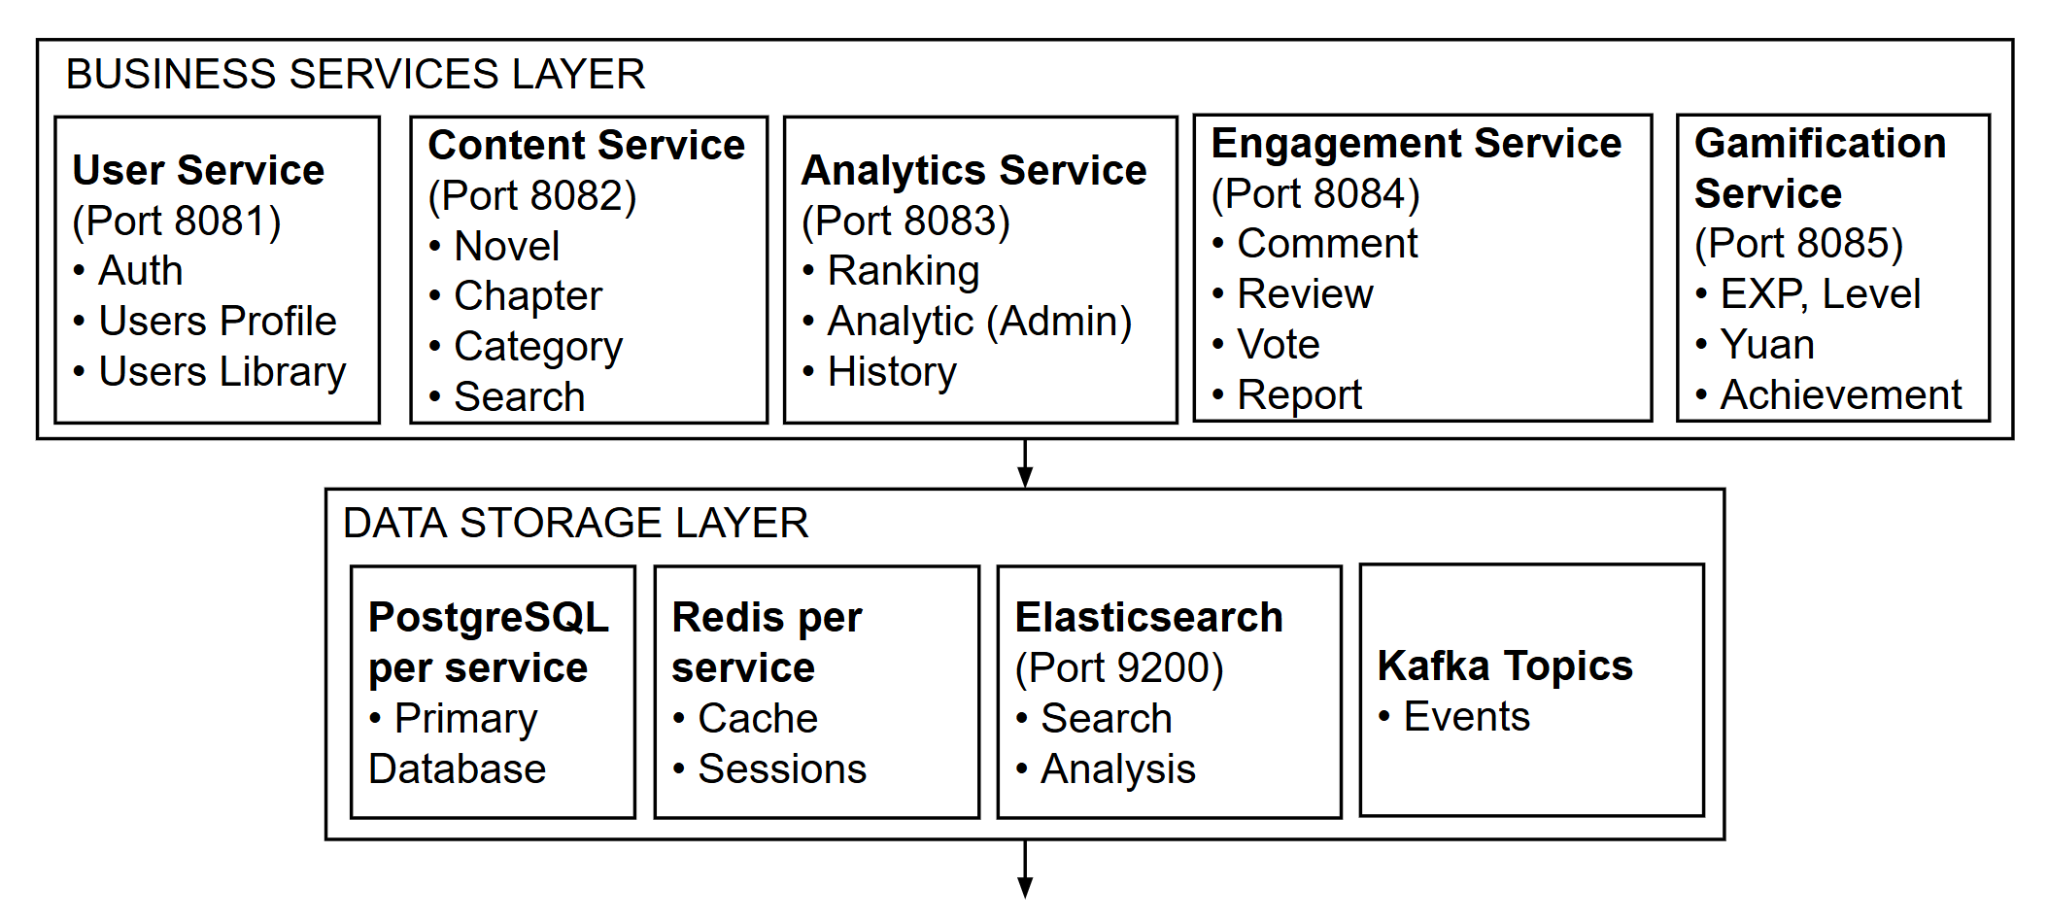 BUSINESS SERVICES LAYER
User Service
(Port 8081)
• Auth
• Users Profile
• Users Library
Content Service
(Port 8082)
• Novel
• Chapter
• Category
• Search
Analytics Service
(Port 8083)
• Ranking
• Analytic (Admin)
• History
Engagement Service
(Port 8084)
• Comment
• Review
• Vote
• Report
Gamification
Service
(Port 8085)
• EXP, Level
• Yuan
• Achievement
DATA STORAGE LAYER
PostgreSQL
per service
• Primary
Database
Redis per
service
• Cache
• Sessions
Elasticsearch
(Port 9200)
• Search
• Analysis
Kafka Topics
• Events